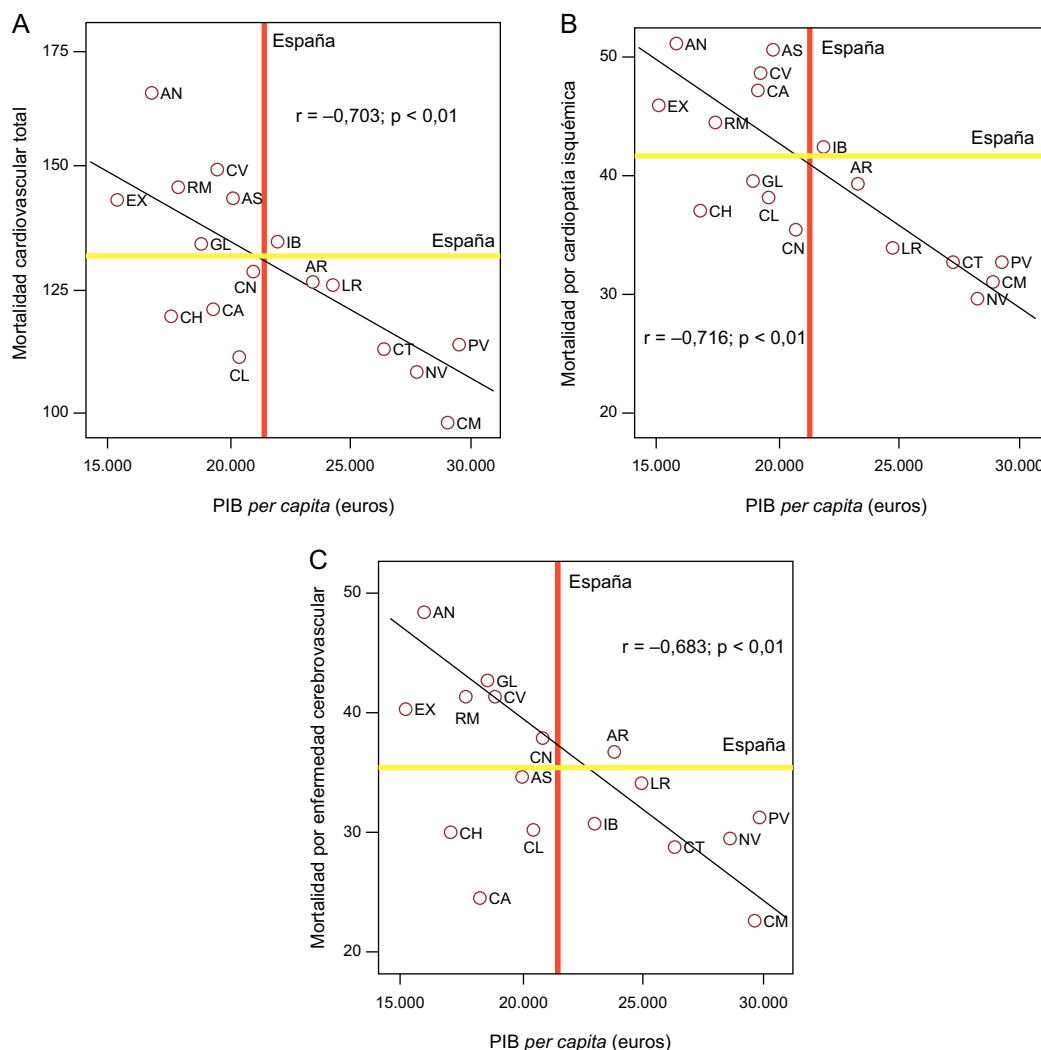 A
Mortalidad cardiovascular total
175
150
125
100
España
AN
r = –0,703; p < 0,01
CV
RM
EX
AS
GL
IB
España
AR
CN
LR
CH
CA
CL
CT
PV
NV
CM
15.000 20.000 25.000 30.000
PIB per capita (euros)
B
Mortalidad por cardiopatía isquémica
50
40
30
20
AN
AS
España
CV
CA
EX
RM
IB
España
AR
GL
CL
CH
CN
LR
CT
PV
CM
NV
r = –0,716; p < 0,01
15.000 20.000 25.000 30.000
PIB per capita (euros)
C
Mortalidad por enfermedad cerebrovascular
50
40
30
20
España
AN
r = –0,683; p < 0,01
GL
CV
EX
RM
AR
CN
España
AS
LR
CH
CL
IB
PV
NV
CT
CA
CM
15.000 20.000 25.000 30.000
PIB per capita (euros)